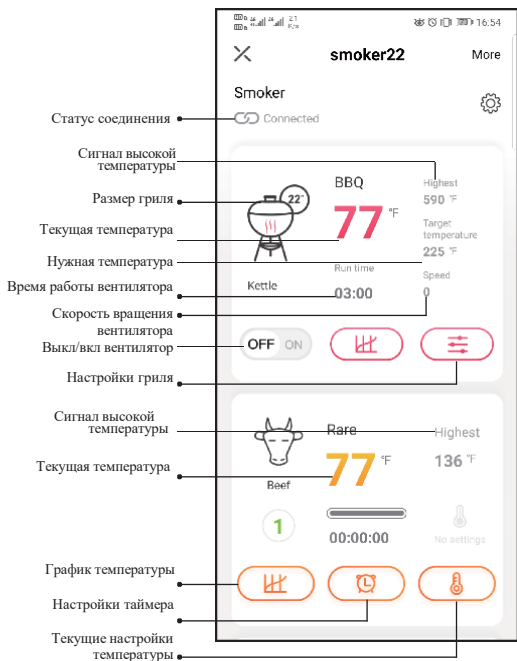 2.1
K/s
16:54
smoker22
More
Smoker
Connected
Статус соединения
Сигнал высокой
температуры
Размер гриля
Текущая температура
Нужная температура
Время работы вентилятора
Скорость вращения
вентилятора
Выкл/вкл вентилятор
Настройки гриля
BBQ
22"
77 °F
Highest
590 °F
Target
temperature
225 °F
Run time
03:00
Speed
0
Kettle
OFF ON
Сигнал высокой
температуры
Текущая температура
Rare
77 °F
Highest
136 °F
Beef
1
00:00:00
No settings
График температуры
Настройки таймера
Текущие настройки
температуры